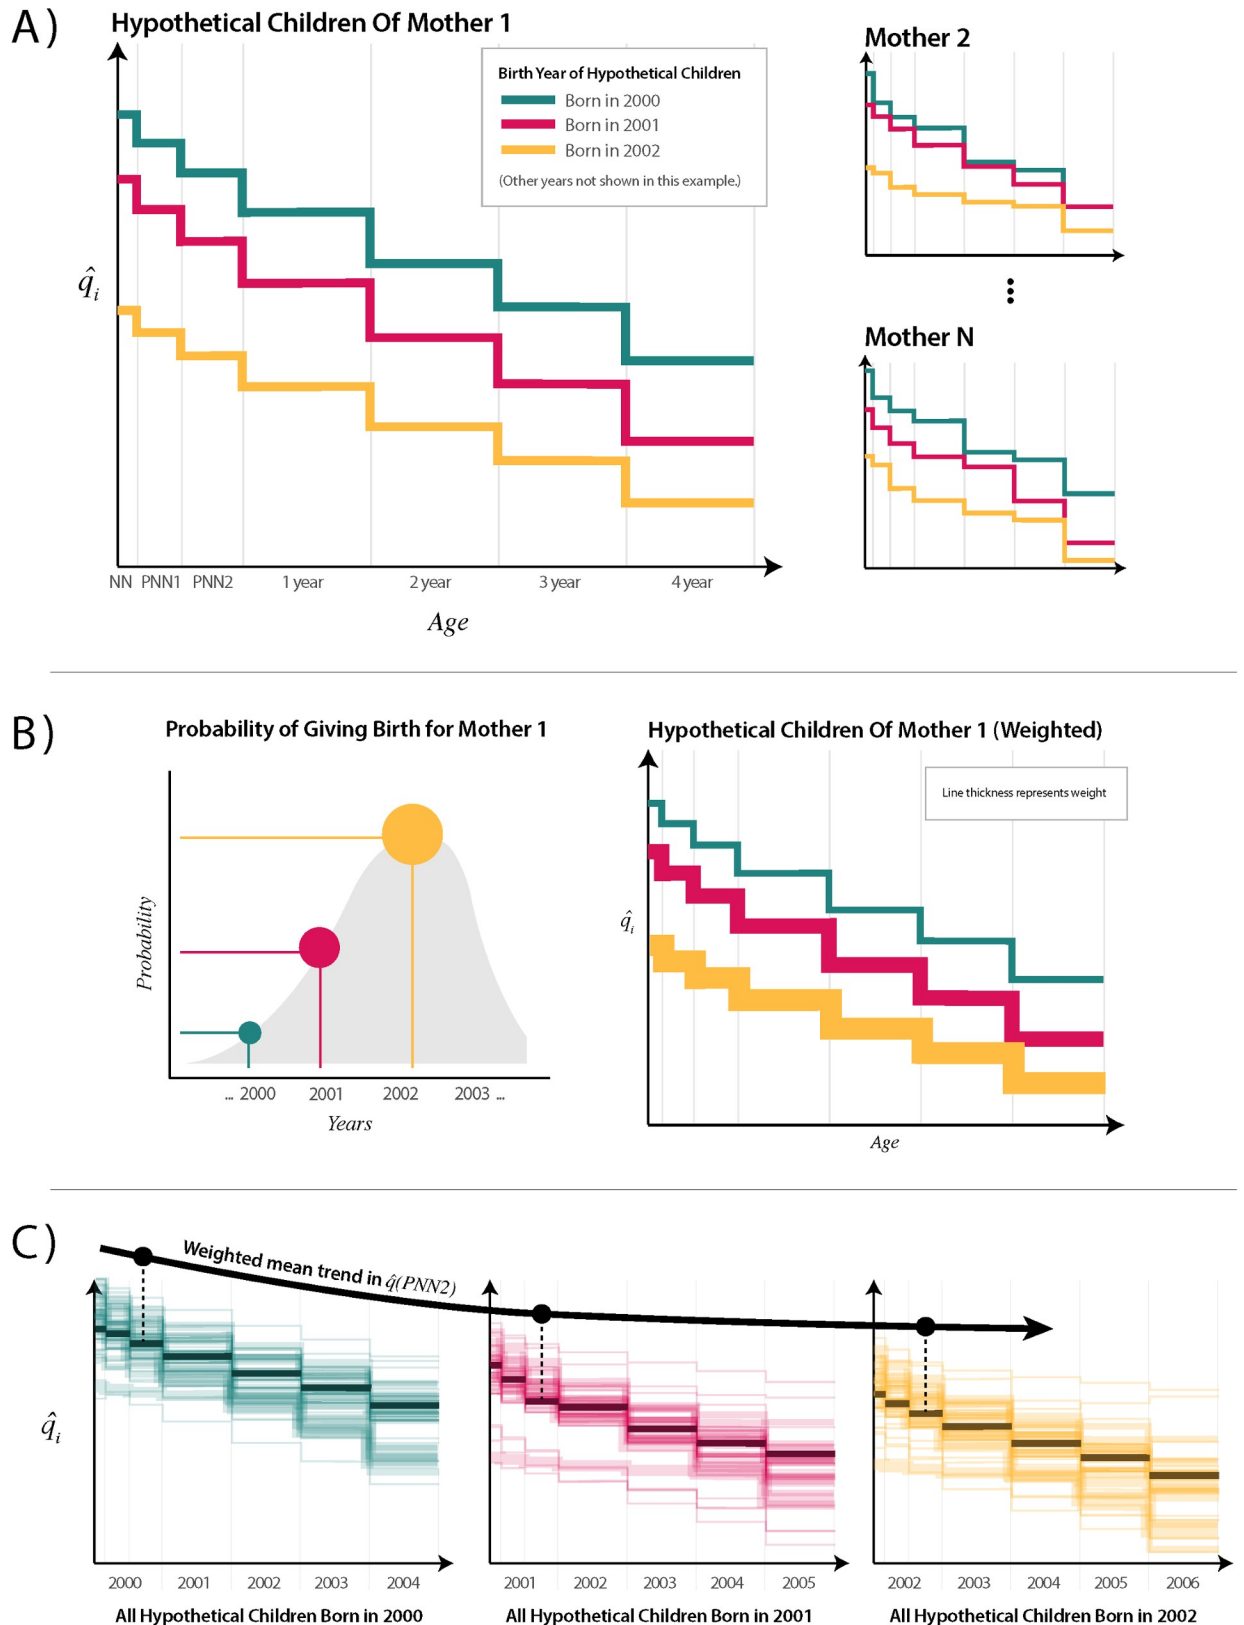 A)
Hypothetical Children Of Mother 1
Birth Year of Hypothetical Children
Born in 2000
Born in 2001
Born in 2002
(Other years not shown in this example.)
q̂i
NN PNN1 PNN2 1 year 2 year 3 year 4 year
Age
Mother 2
Mother N
B)
Probability of Giving Birth for Mother 1
Probability
... 2000 2001 2002 2003 ...
Years
Hypothetical Children Of Mother 1 (Weighted)
Line thickness represents weight
q̂i
Age
C)
Weighted mean trend in q̂(PNN2)
q̂i
2000 2001 2002 2003 2004
All Hypothetical Children Born in 2000
2001 2002 2003 2004 2005
All Hypothetical Children Born in 2001
2002 2003 2004 2005 2006
All Hypothetical Children Born in 2002